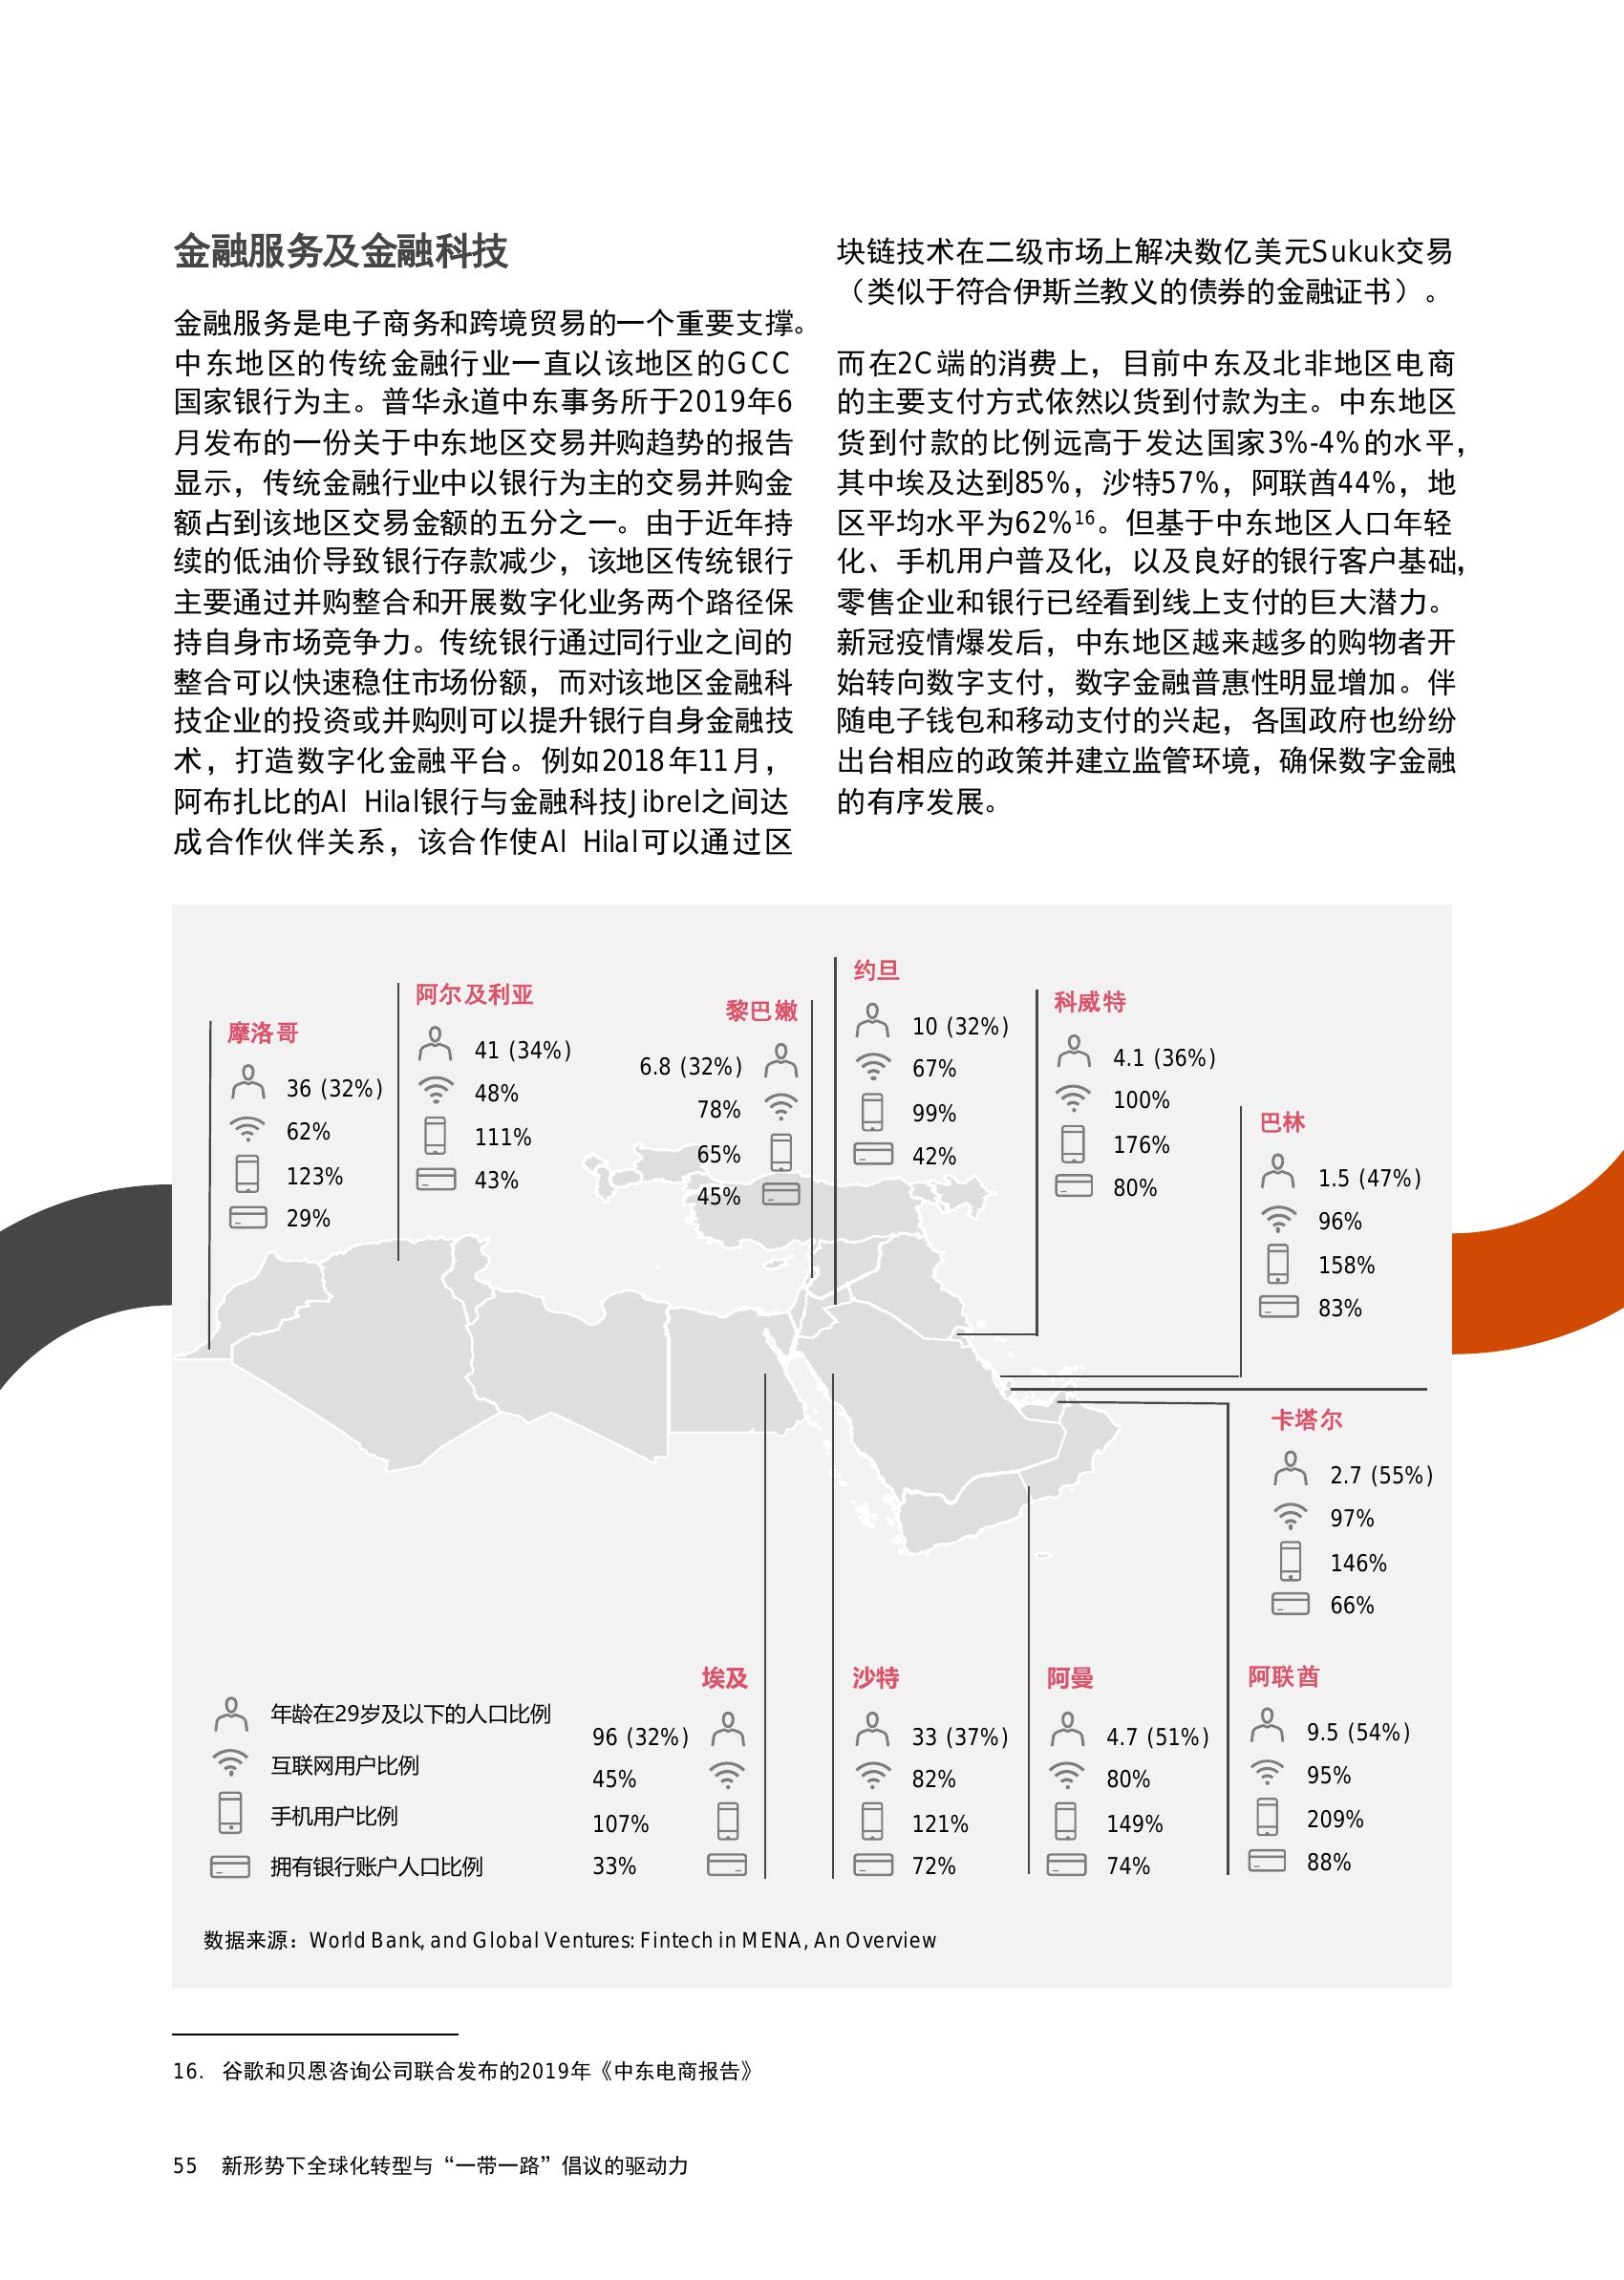 金融服务及金融科技
金融服务是电子商务和跨境贸易的一个重要支撑。
中东地区的传统金融行业一直以该地区的GCC
国家银行为主。普华永道中东事务所于2019年6
月发布的一份关于中东地区交易并购趋势的报告
显示，传统金融行业中以银行为主的交易并购金
额占到该地区交易金额的五分之一。由于近年持
续的低油价导致银行存款减少，该地区传统银行
主要通过并购整合和开展数字化业务两个路径保
持自身市场竞争力。传统银行通过同行业之间的
整合可以快速稳住市场份额，而对该地区金融科
技企业的投资或并购则可以提升银行自身金融技
术，打造数字化金融平台。例如2018年11月，
阿布扎比的Al Hilal银行与金融科技Jibrel之间达
成合作伙伴关系，该合作使Al Hilal可以通过区
块链技术在二级市场上解决数亿美元Sukuk交易
（类似于符合伊斯兰教义的债券的金融证书）。
而在2C端的消费上，目前中东及北非地区电商
的主要支付方式依然以货到付款为主。中东地区
货到付款的比例远高于发达国家3%-4%的水平，
其中埃及达到85%，沙特57%，阿联酋44%，地
区平均水平为62%16。但基于中东地区人口年轻
化、手机用户普及化，以及良好的银行客户基础，
零售企业和银行已经看到线上支付的巨大潜力。
新冠疫情爆发后，中东地区越来越多的购物者开
始转向数字支付，数字金融普惠性明显增加。伴
随电子钱包和移动支付的兴起，各国政府也纷纷
出台相应的政策并建立监管环境，确保数字金融
的有序发展。
摩洛哥
36 (32%)
62%
123%
29%
阿尔及利亚
41 (34%)
48%
111%
43%
黎巴嫩
6.8 (32%)
78%
65%
45%
约旦
10 (32%)
67%
99%
42%
科威特
4.1 (36%)
100%
176%
80%
巴林
1.5 (47%)
96%
158%
83%
卡塔尔
2.7 (55%)
97%
146%
66%
年龄在29岁及以下的人口比例
互联网用户比例
手机用户比例
拥有银行账户人口比例
埃及
96 (32%)
45%
107%
33%
沙特
33 (37%)
82%
121%
72%
阿曼
4.7 (51%)
80%
149%
74%
阿联酋
9.5 (54%)
95%
209%
88%
数据来源：World Bank, and Global Ventures: Fintech in MENA, An Overview
16. 谷歌和贝恩咨询公司联合发布的2019年《中东电商报告》
55 新形势下全球化转型与“一带一路”倡议的驱动力